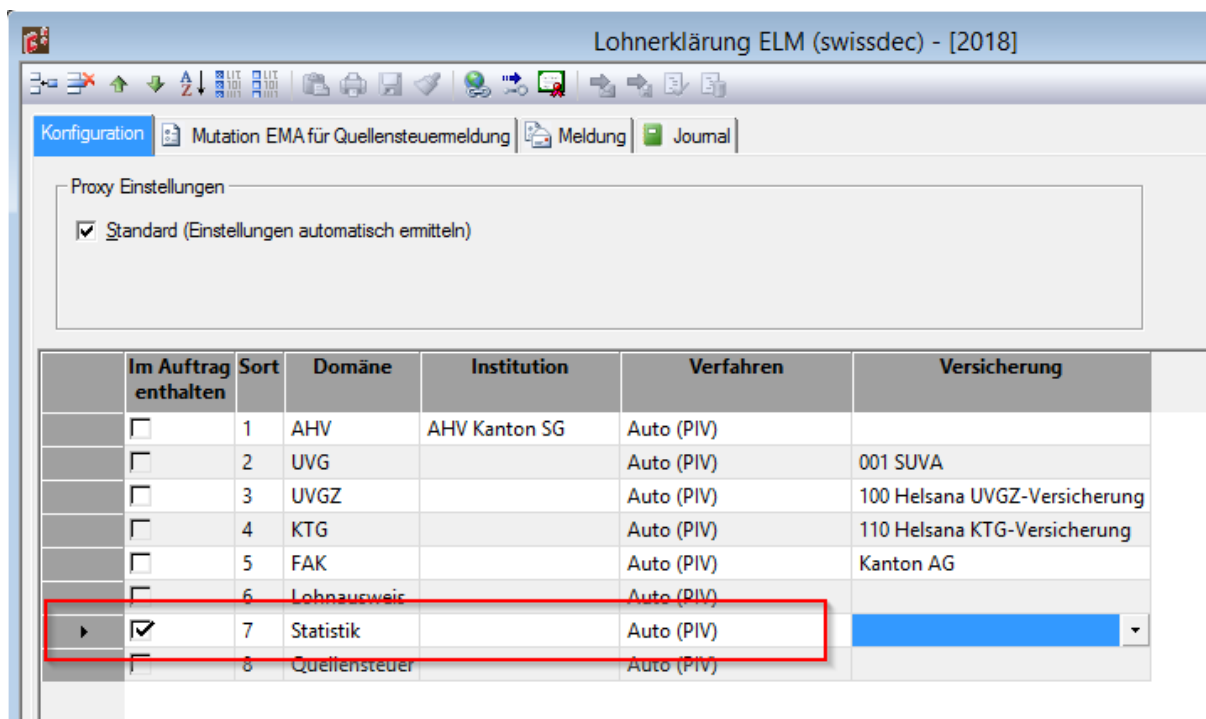 Lohnerklärung ELM (swissdec) - [2018]
Konfiguration Mutation EMA für Quellensteuermeldung Meldung Journal
Proxy Einstellungen
Standard (Einstellungen automatisch ermitteln)
Im Auftrag enthalten Sort Domäne Institution Verfahren Versicherung
1 AHV AHV Kanton SG Auto (PIV)
2 UVG Auto (PIV) 001 SUVA
3 UVGZ Auto (PIV) 100 Helsana UVGZ-Versicherung
4 KTG Auto (PIV) 110 Helsana KTG-Versicherung
5 FAK Auto (PIV) Kanton AG
6 Lohnausweis Auto (PIV)
7 Statistik Auto (PIV)
8 Quellensteuer Auto (PIV)